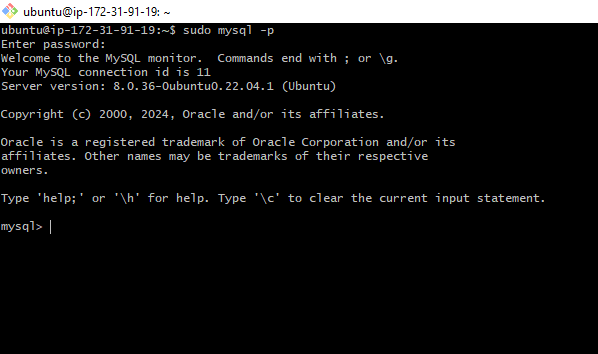 ubuntu@ip-172-31-91-19: ~
ubuntu@ip-172-31-91-19:~$ sudo mysql -p
Enter password:
Welcome to the MySQL monitor.  Commands end with ; or \g.
Your MySQL connection id is 11
Server version: 8.0.36-0ubuntu0.22.04.1 (Ubuntu)

Copyright (c) 2000, 2024, Oracle and/or its affiliates.

Oracle is a registered trademark of Oracle Corporation and/or its
affiliates. Other names may be trademarks of their respective
owners.

Type 'help;' or '\h' for help. Type '\c' to clear the current input statement.

mysql>